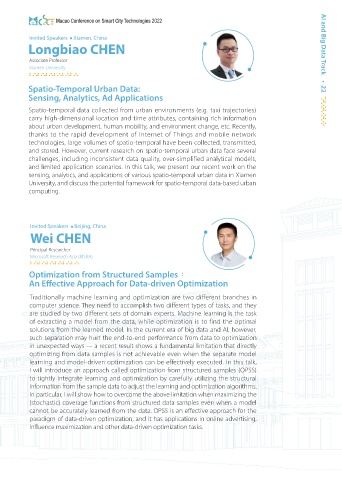 Macao Conference on Smart City Technologies 2022
AI and Big Data Track • 22
Invited Speakers • Xiamen, China
Longbiao CHEN
Associate Professor
Xiamen University
Spatio-Temporal Urban Data:
Sensing, Analytics, Ad Applications
Spatio-temporal data collected from urban environments (e.g. taxi trajectories)
carry high-dimensional location and time attributes, containing rich information
about urban development, human mobility, and environment change, etc. Recently,
thanks to the rapid development of Internet of Things and mobile network
technologies, large volumes of spatio-temporal have been collected, transmitted,
and stored. However, current research on spatio-temporal urban data face several
challenges, including inconsistent data quality, over-simplified analytical models,
and limited application scenarios. In this talk, we present our recent work on the
sensing, analytics, and applications of various spatio-temporal urban data in Xiamen
University, and discuss the potential framework for spatio-temporal data-based urban
computing.
Invited Speakers • Beijing, China
Wei CHEN
Principal Researcher
Microsoft Research Asia (MSRA)
Optimization from Structured Samples：
An Effective Approach for Data-driven Optimization
Traditionally machine learning and optimization are two different branches in
computer science. They need to accomplish two different types of tasks, and they
are studied by two different sets of domain experts. Machine learning is the task
of extracting a model from the data, while optimization is to find the optimal
solutions from the learned model. In the current era of big data and AI, however,
such separation may hurt the end-to-end performance from data to optimization
in unexpected ways — a recent result shows a fundamental limitation that directly
optimizing from data samples is not achievable even when the separate model
learning and model-driven optimization can be effectively executed. In this talk,
I will introduce an approach called optimization from structured samples (OPSS)
to tightly integrate learning and optimization by carefully utilizing the structural
information from the sample data to adjust the learning and optimization algorithms.
In particular, I will show how to overcome the above limitation when maximizing the
(stochastic) coverage functions from structured data samples even when a model
cannot be accurately learned from the data. OPSS is an effective approach for the
paradigm of data-driven optimization, and it has applications in online advertising,
influence maximization and other data-driven optimization tasks.